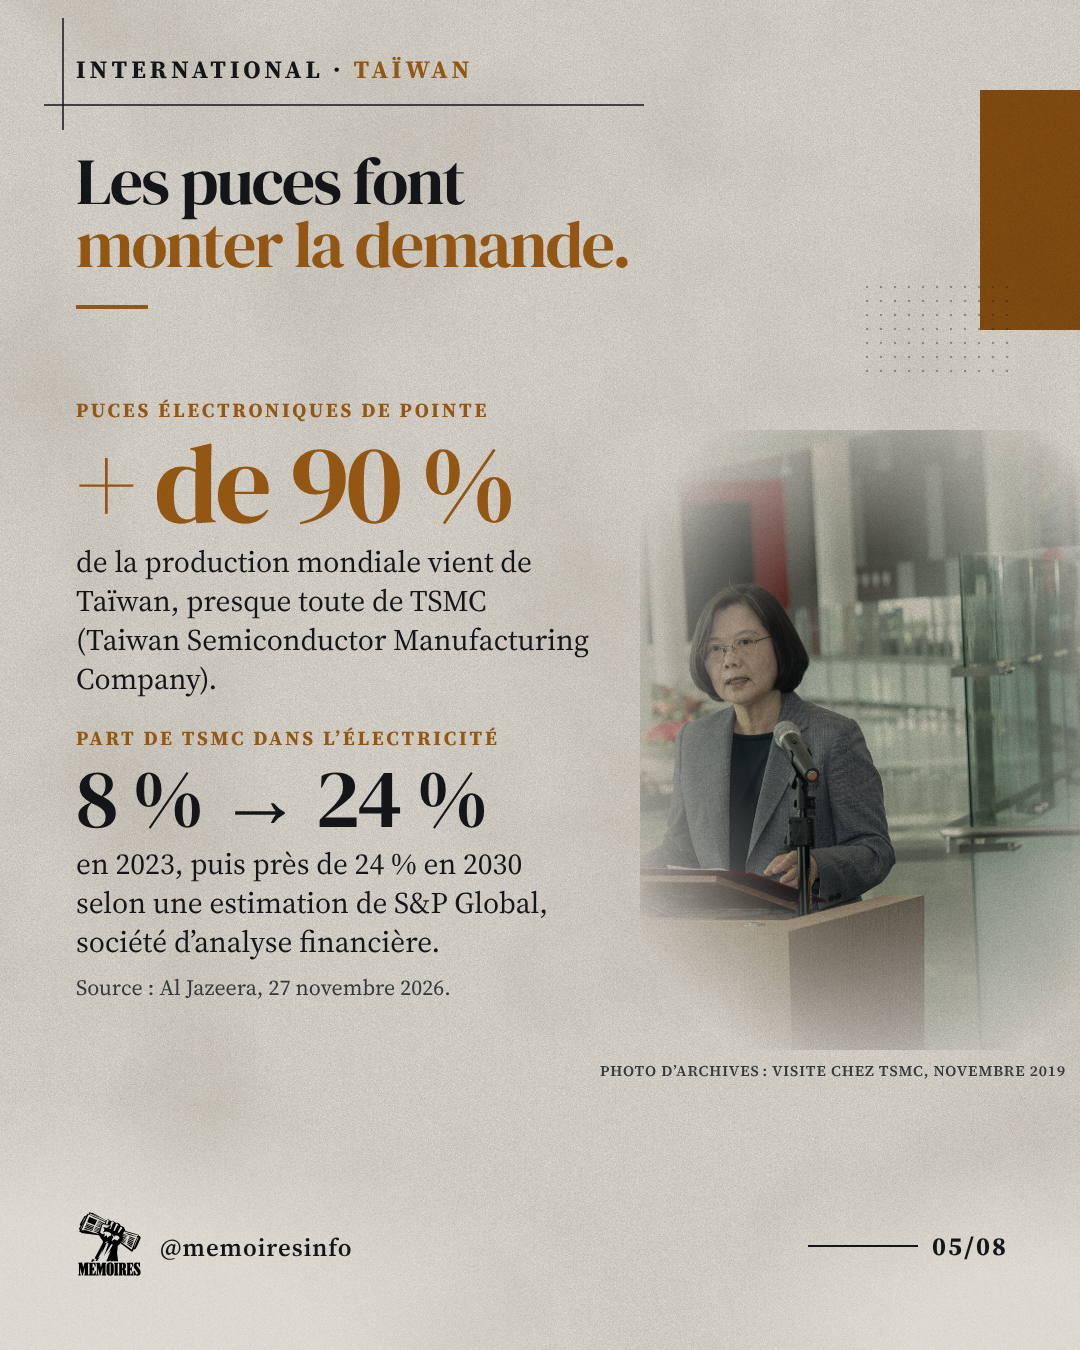 INTERNATIONAL · TAÏWAN
Les puces font
monter la demande.
PUCES ÉLECTRONIQUES DE POINTE
+ de 90 %
de la production mondiale vient de
Taïwan, presque toute de TSMC
(Taiwan Semiconductor Manufacturing
Company).
PART DE TSMC DANS L’ÉLECTRICITÉ
8 % → 24 %
en 2023, puis près de 24 % en 2030
selon une estimation de S&P Global,
société d’analyse financière.
Source : Al Jazeera, 27 novembre 2026.
PHOTO D’ARCHIVES : VISITE CHEZ TSMC, NOVEMBRE 2019
MÉMOIRES
@memoiresinfo
05/08